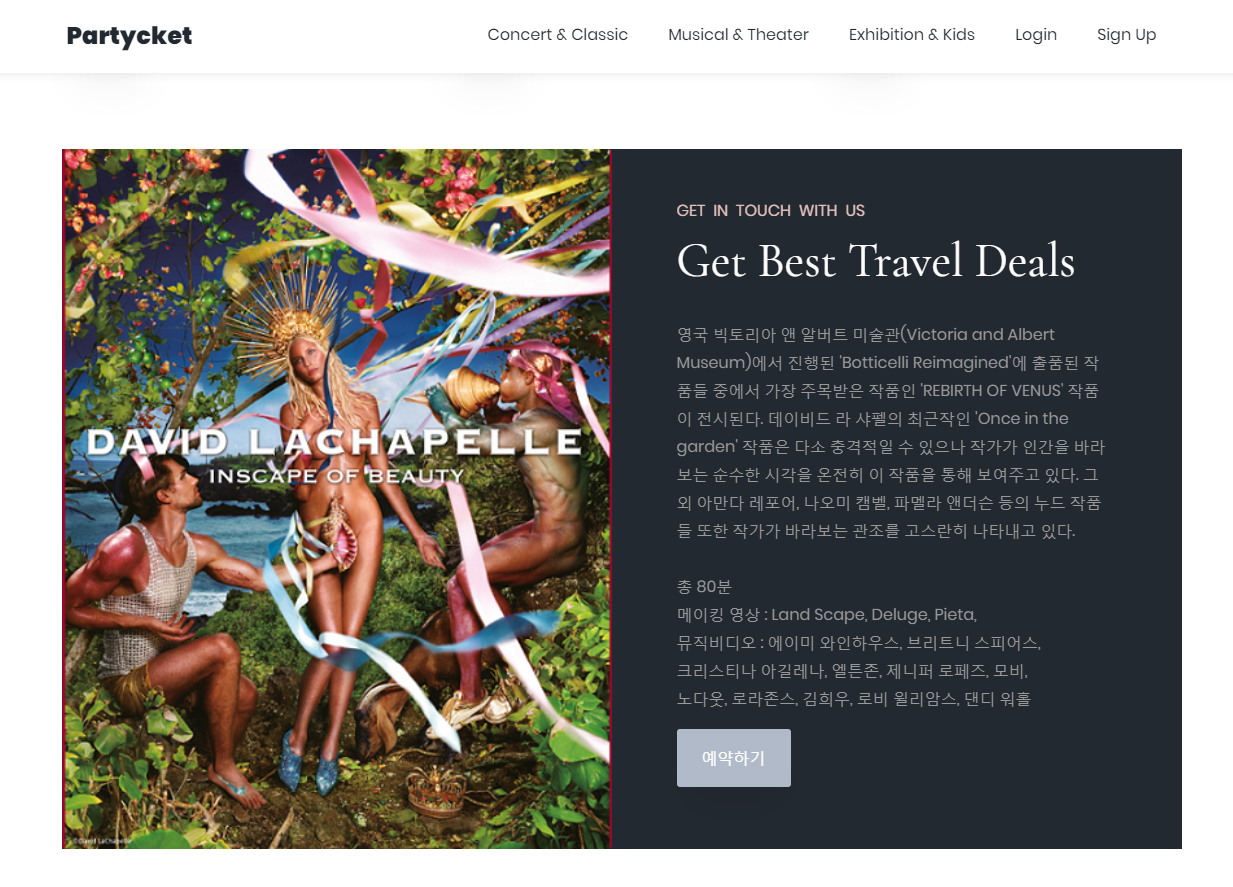 Partycket
Concert & Classic
Musical & Theater
Exhibition & Kids
Login
Sign Up
DAVID LACHAPELLE
INSCAPE OF BEAUTY
©David LaChapelle
GET IN TOUCH WITH US
Get Best Travel Deals
영국 빅토리아 앤 알버트 미술관(Victoria and Albert
Museum)에서 진행된 'Botticelli Reimagined'에 출품된 작
품들 중에서 가장 주목받은 작품인 'REBIRTH OF VENUS' 작품
이 전시된다. 데이비드 라 샤펠의 최근작인 'Once in the
garden' 작품은 다소 충격적일 수 있으나 작가가 인간을 바라
보는 순수한 시각을 온전히 이 작품을 통해 보여주고 있다. 그
외 아만다 레포어, 나오미 캠벨, 파멜라 앤더슨 등의 누드 작품
들 또한 작가가 바라보는 관조를 고스란히 나타내고 있다.
총 80분
메이킹 영상 : Land Scape, Deluge, Pieta,
뮤직비디오 : 에이미 와인하우스, 브리트니 스피어스,
크리스티나 아길레나, 엘튼존, 제니퍼 로페즈, 모비,
노다웃, 로라존스, 김희우, 로비 윌리암스, 댄디 워홀
예약하기